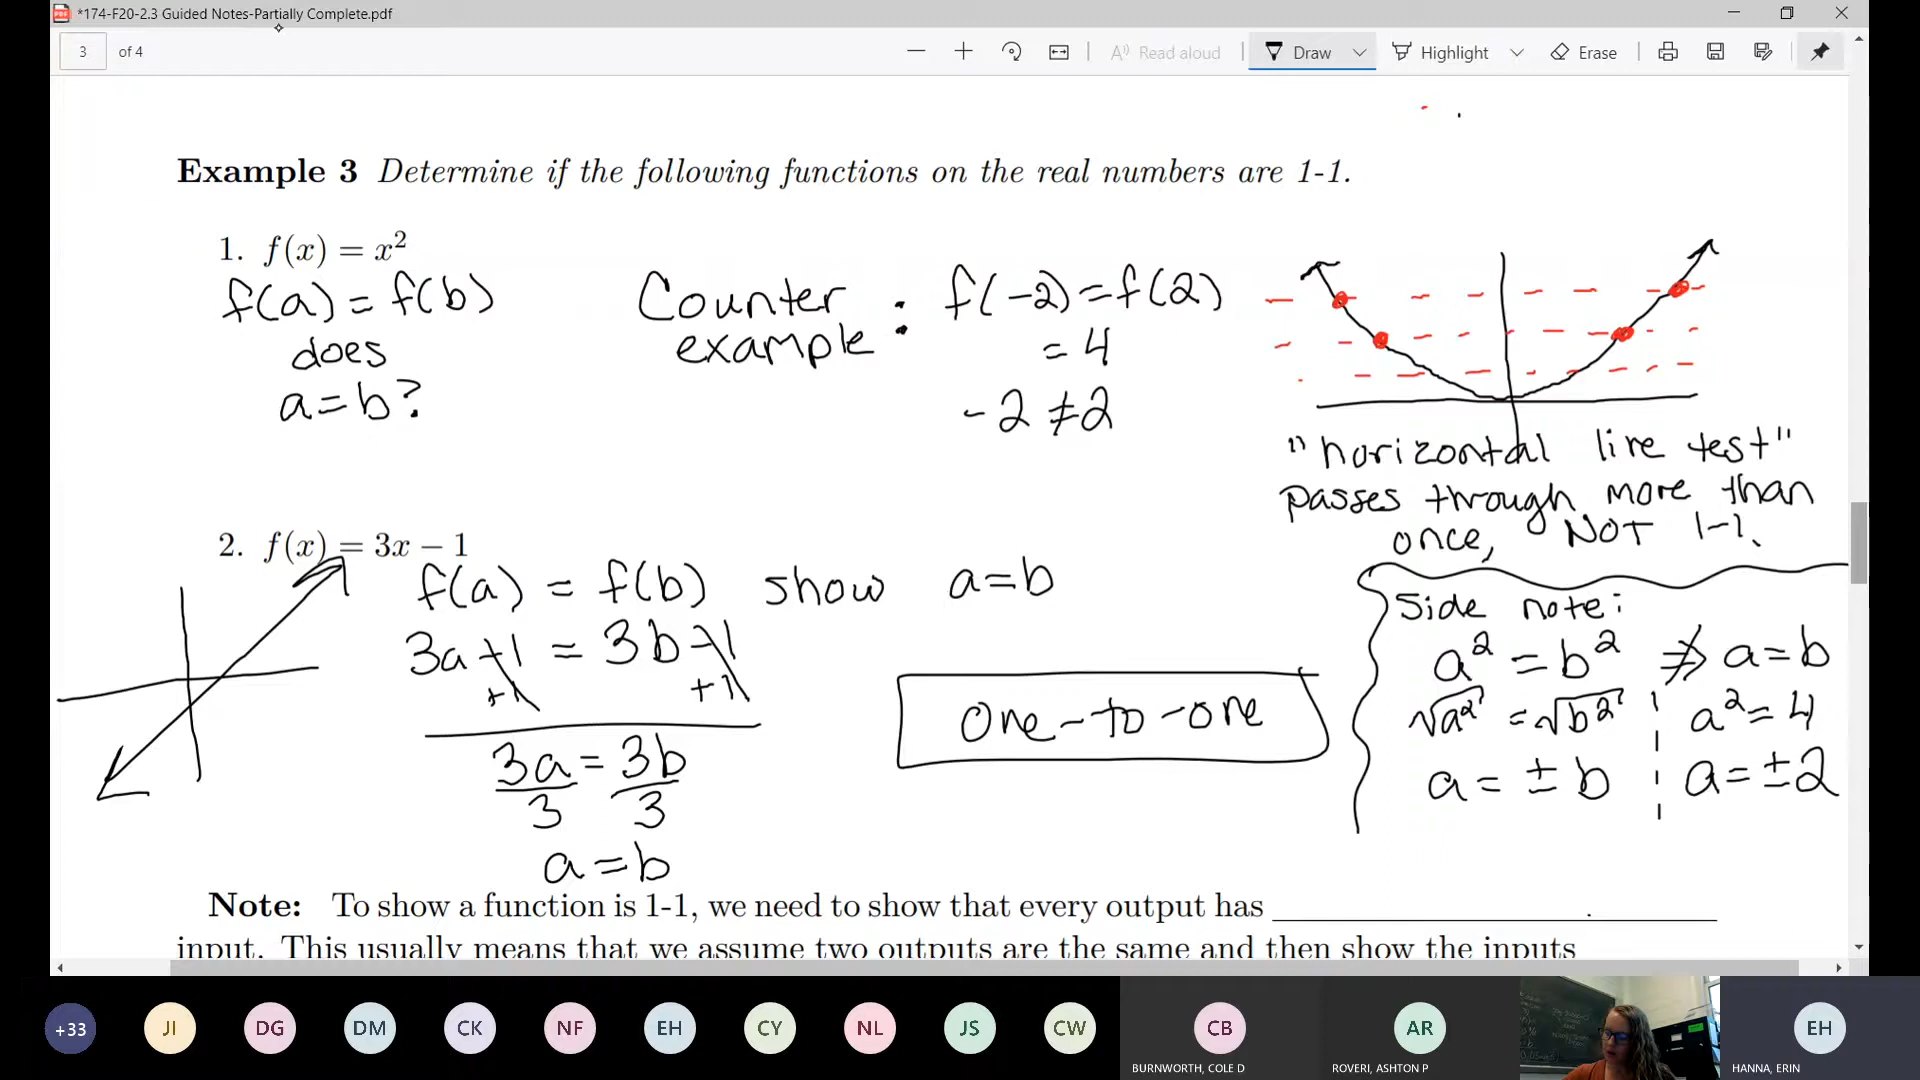 *174-F20-2.3 Guided Notes-Partially Complete.pdf
3 of 4
Read aloud Draw Highlight Erase
Example 3 Determine if the following functions on the real numbers are 1-1.
1. f(x) = x²
f(a) = f(b)
does
a = b?
Counter
example :
f(-2) = f(2)
= 4
-2 ≠ 2
"horizontal line test"
passes through more than
once, NOT 1-1.
2. f(x) = 3x − 1
f(a) = f(b) show a = b
3a +1 = 3b -1
+1 +1
3a = 3b
3 3
a = b
One-to-one
Side note:
a² = b² ⇏ a = b
√a² = √b²
a = ± b
a² = 4
a = ±2
Note: To show a function is 1-1, we need to show that every output has ____________
input. This usually means that we assume two outputs are the same and then show the inputs
+33 JI DG DM CK NF EH CY NL JS CW CB AR EH
BURNWORTH, COLE D ROVERI, ASHTON P HANNA, ERIN